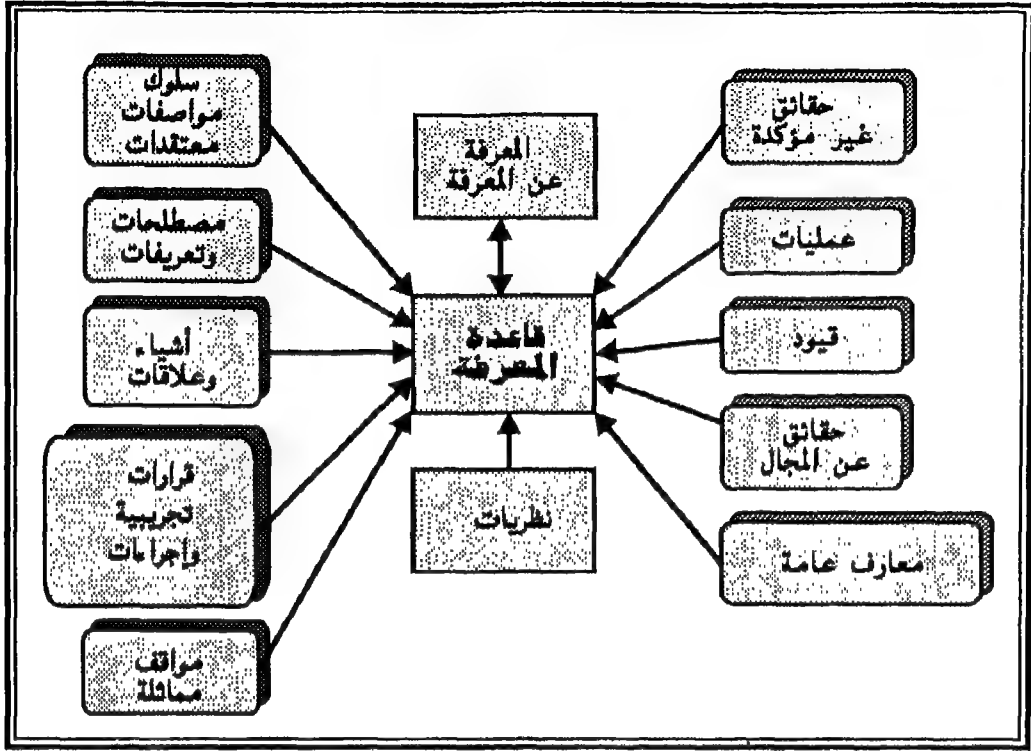 حقائق
غير مؤكدة
عمليات
قيود
حقائق
عن المجال
معارف عامة
المعرفة
عن المعرفة
قاعدة
المعرفة
نظريات
سلوك
مواصفات
معتقدات
مصطلحات
وتعريفات
أشياء
وعلاقات
قرارات
تجريبية
وإجراءات
مواقف
مماثلة